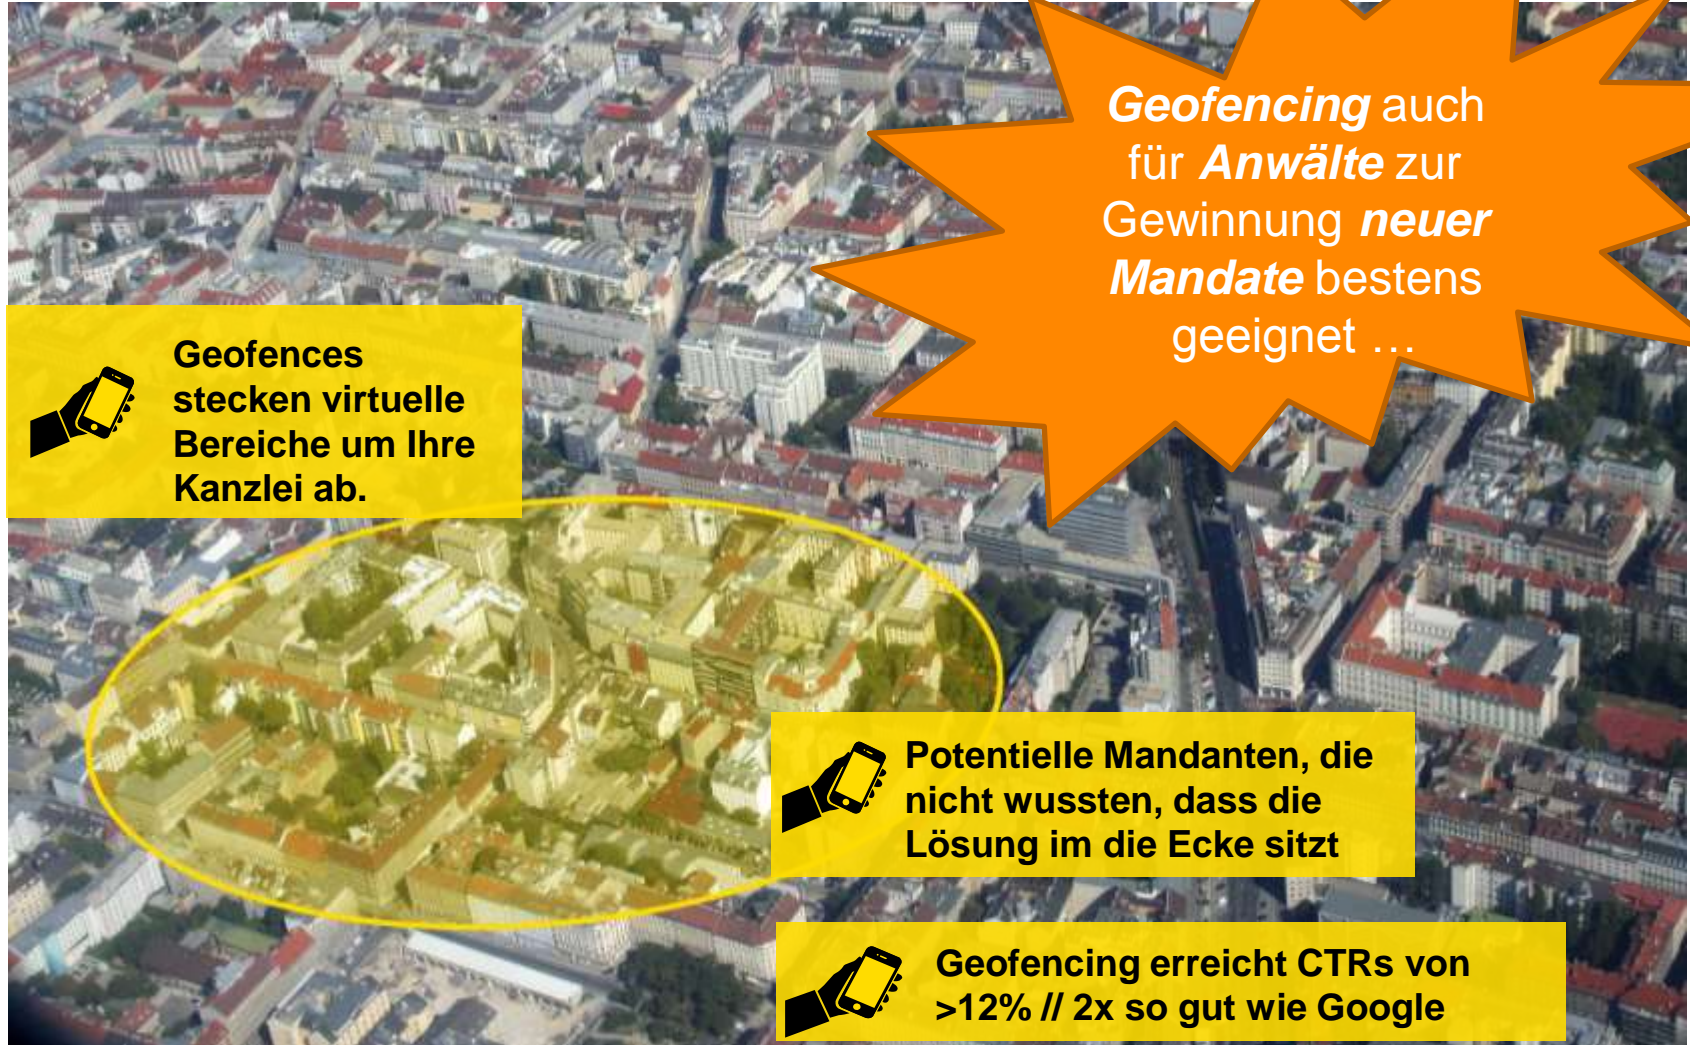 Geofencing auch
für Anwälte zur
Gewinnung neuer
Mandate bestens
geeignet …
Geofences
stecken virtuelle
Bereiche um Ihre
Kanzlei ab.
Potentielle Mandanten, die
nicht wussten, dass die
Lösung im die Ecke sitzt
Geofencing erreicht CTRs von
>12% // 2x so gut wie Google